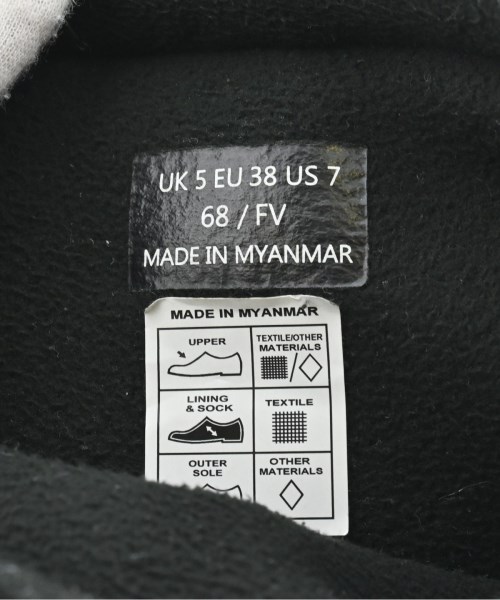 UK 5 EU 38 US 7
68 / FV
MADE IN MYANMAR
MADE IN MYANMAR
UPPER
TEXTILE/OTHER
MATERIALS
LINING
& SOCK
TEXTILE
OUTER
SOLE
OTHER
MATERIALS